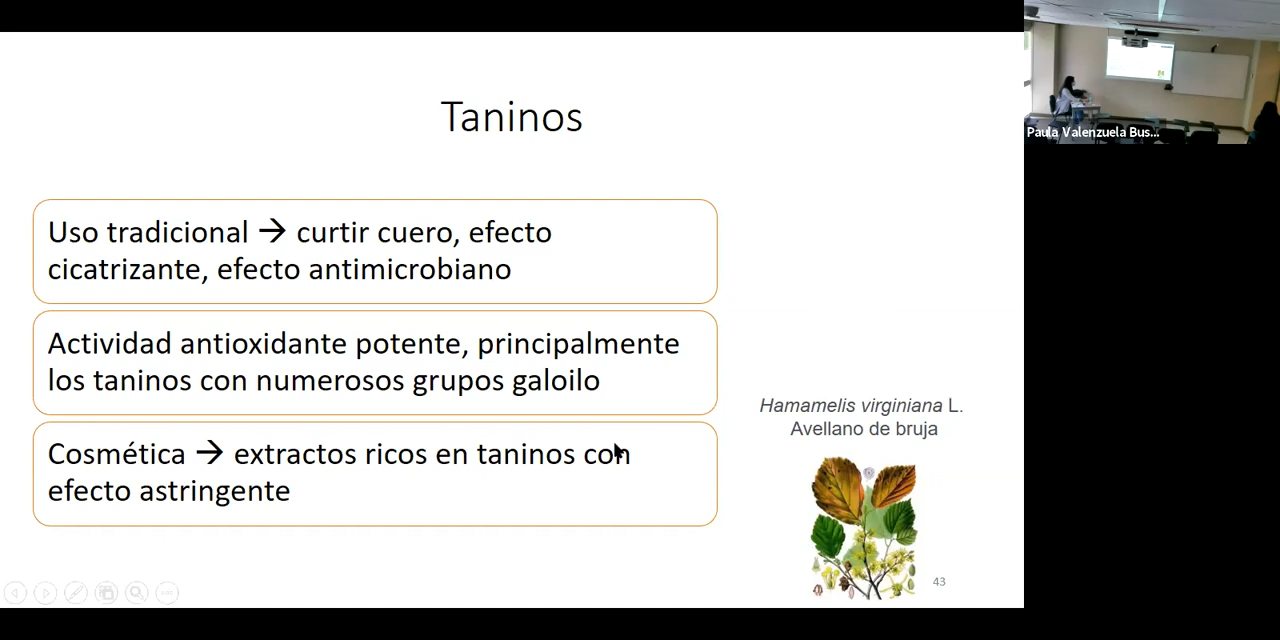 Taninos
Uso tradicional → curtir cuero, efecto
cicatrizante, efecto antimicrobiano
Actividad antioxidante potente, principalmente
los taninos con numerosos grupos galoilo
Cosmética → extractos ricos en taninos con
efecto astringente
Hamamelis virginiana L.
Avellano de bruja
43
Paula Valenzuela Bus...